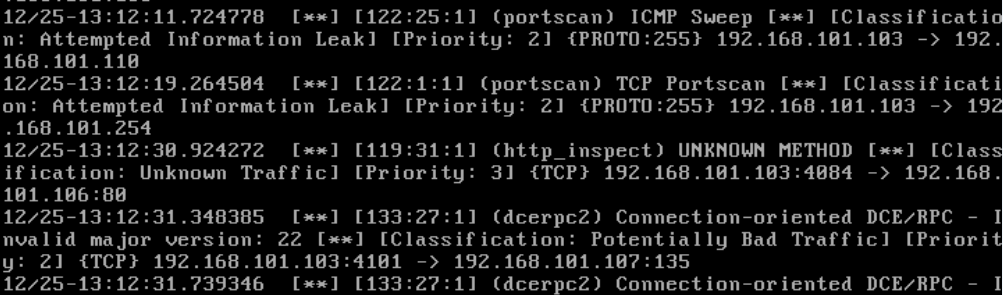 12/25-13:12:11.724778  [**] [122:25:1] (portscan) ICMP Sweep [**] [Classificatio
n: Attempted Information Leak] [Priority: 2] {PROTO:255} 192.168.101.103 -> 192.
168.101.110
12/25-13:12:19.264504  [**] [122:1:1] (portscan) TCP Portscan [**] [Classificati
on: Attempted Information Leak] [Priority: 2] {PROTO:255} 192.168.101.103 -> 192
.168.101.254
12/25-13:12:30.924272  [**] [119:31:1] (http_inspect) UNKNOWN METHOD [**] [Class
ification: Unknown Traffic] [Priority: 3] {TCP} 192.168.101.103:4084 -> 192.168.
101.106:80
12/25-13:12:31.348385  [**] [133:27:1] (dcerpc2) Connection-oriented DCE/RPC - I
nvalid major version: 22 [**] [Classification: Potentially Bad Traffic] [Priorit
y: 2] {TCP} 192.168.101.103:4101 -> 192.168.101.107:135
12/25-13:12:31.739346  [**] [133:27:1] (dcerpc2) Connection-oriented DCE/RPC - I